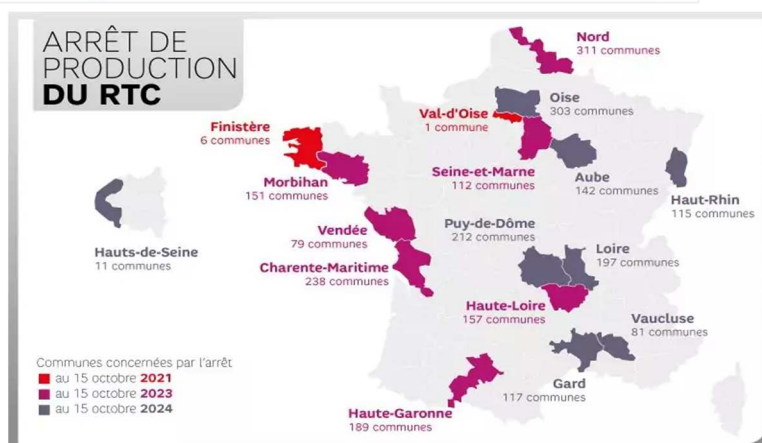 ARRÊT DE
PRODUCTION
DU RTC
Nord
311 communes
Oise
303 communes
Val-d'Oise
1 commune
Finistère
6 communes
Seine-et-Marne
112 communes
Aube
142 communes
Haut-Rhin
115 communes
Morbihan
151 communes
Vendée
79 communes
Puy-de-Dôme
212 communes
Hauts-de-Seine
11 communes
Charente-Maritime
238 communes
Loire
197 communes
Haute-Loire
157 communes
Vaucluse
81 communes
Gard
117 communes
Haute-Garonne
189 communes
Communes concernées par l'arrêt
au 15 octobre 2021
au 15 octobre 2023
au 15 octobre 2024